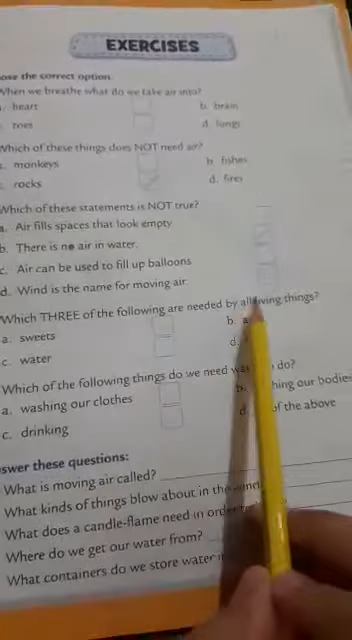 EXERCISES
ose the correct option
When we breathe what do we take air into?
. heart b. brain
. toes d. lungs
Which of these things does NOT need air?
. monkeys b. fishes
. rocks d. fires
Which of these statements is NOT true?
a. Air fills spaces that look empty
b. There is no air in water.
c. Air can be used to fill up balloons
d. Wind is the name for moving air
Which THREE of the following are needed by all living things?
a. sweets b. a
c. water d.
Which of the following things do we need do?
a. washing our clothes b. hing our bodies
c. drinking d. of the above
swer these questions:
What is moving air called?
What kinds of things blow about in the wind
What does a candle-flame need in order to
Where do we get our water from?
What containers do we store water